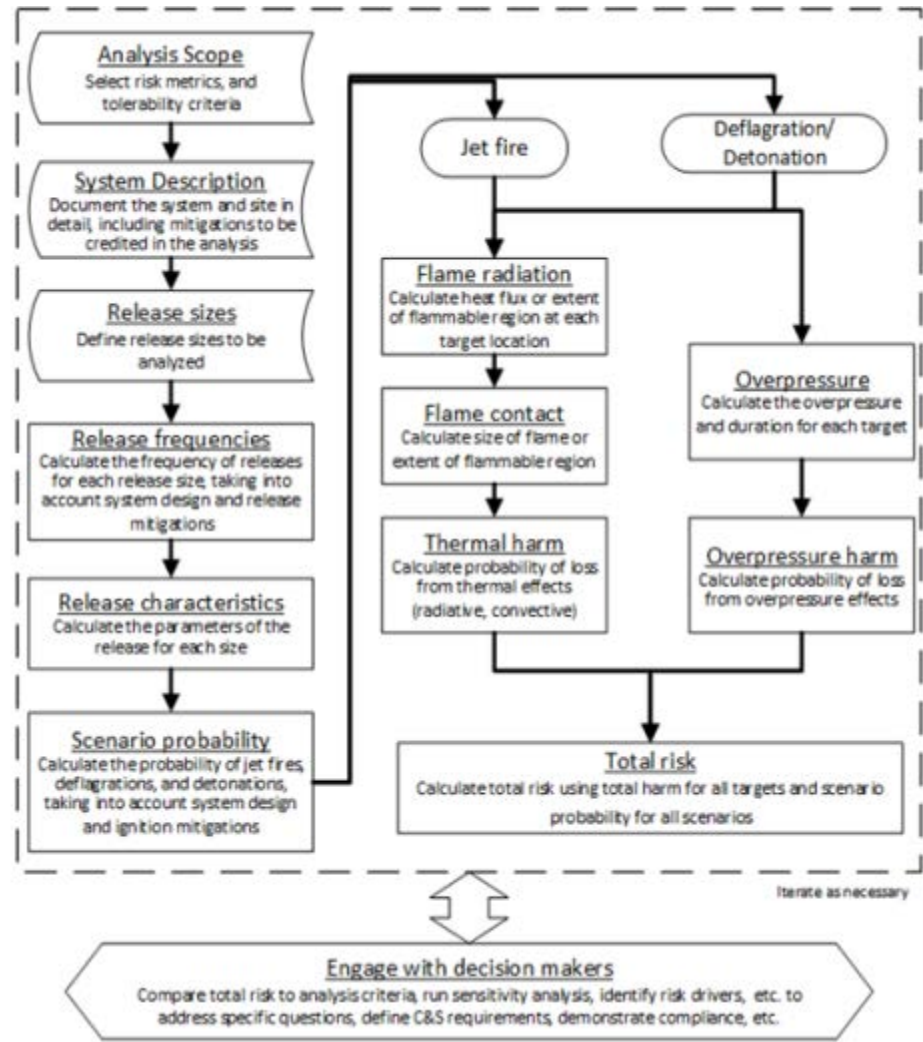 Analysis Scope
Select risk metrics, and
tolerability criteria
System Description
Document the system and site in
detail, including mitigations to be
credited in the analysis
Release sizes
Define release sizes to be
analyzed
Release frequencies
Calculate the frequency of releases
for each release size, taking into
account system design and release
mitigations
Release characteristics
Calculate the parameters of the
release for each size
Scenario probability
Calculate the probability of jet fires,
deflagrations, and detonations,
taking into account system design
and ignition mitigations
Jet fire
Deflagration/
Detonation
Flame radiation
Calculate heat flux or extent
of flammable region at each
target location
Flame contact
Calculate size of flame or
extent of flammable region
Thermal harm
Calculate probability of loss
from thermal effects
(radiative, convective)
Overpressure
Calculate the overpressure
and duration for each target
Overpressure harm
Calculate probability of loss
from overpressure effects
Total risk
Calculate total risk using total harm for all targets and scenario
probability for all scenarios
Iterate as necessary
Engage with decision makers
Compare total risk to analysis criteria, run sensitivity analysis, identify risk drivers, etc. to
address specific questions, define C&S requirements, demonstrate compliance, etc.